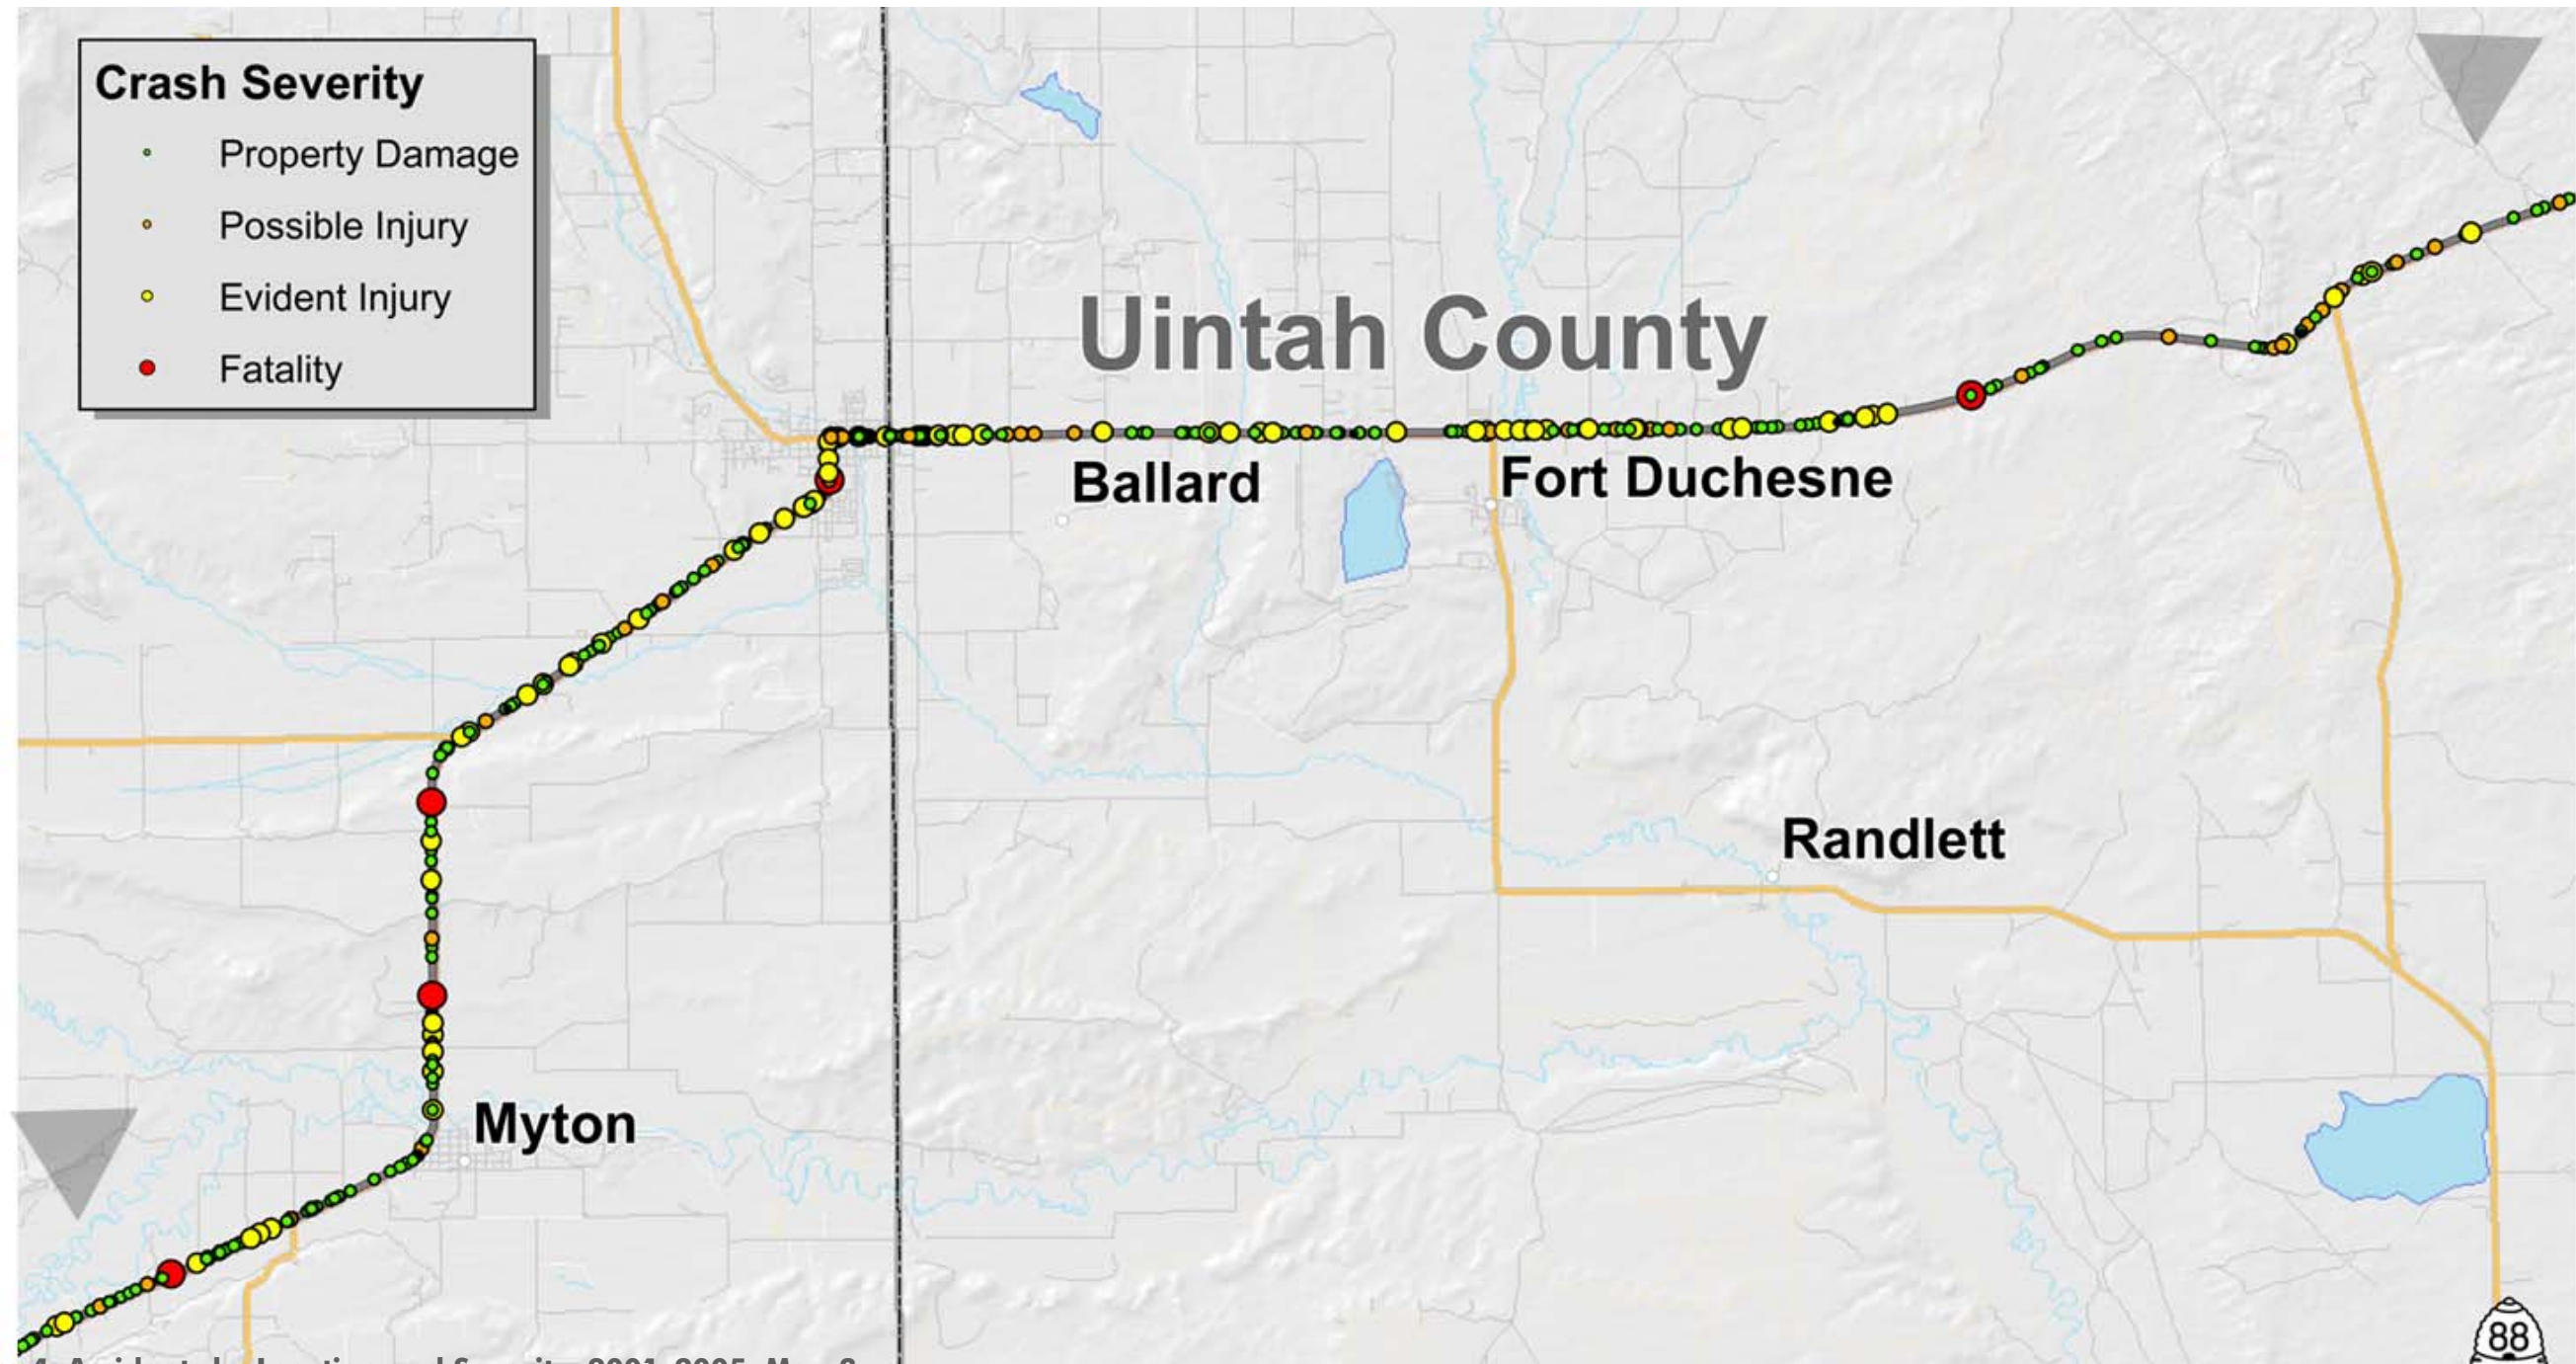 Crash Severity
Property Damage
Possible Injury
Evident Injury
Fatality
Uintah County
Ballard
Fort Duchesne
Randlett
Myton
88